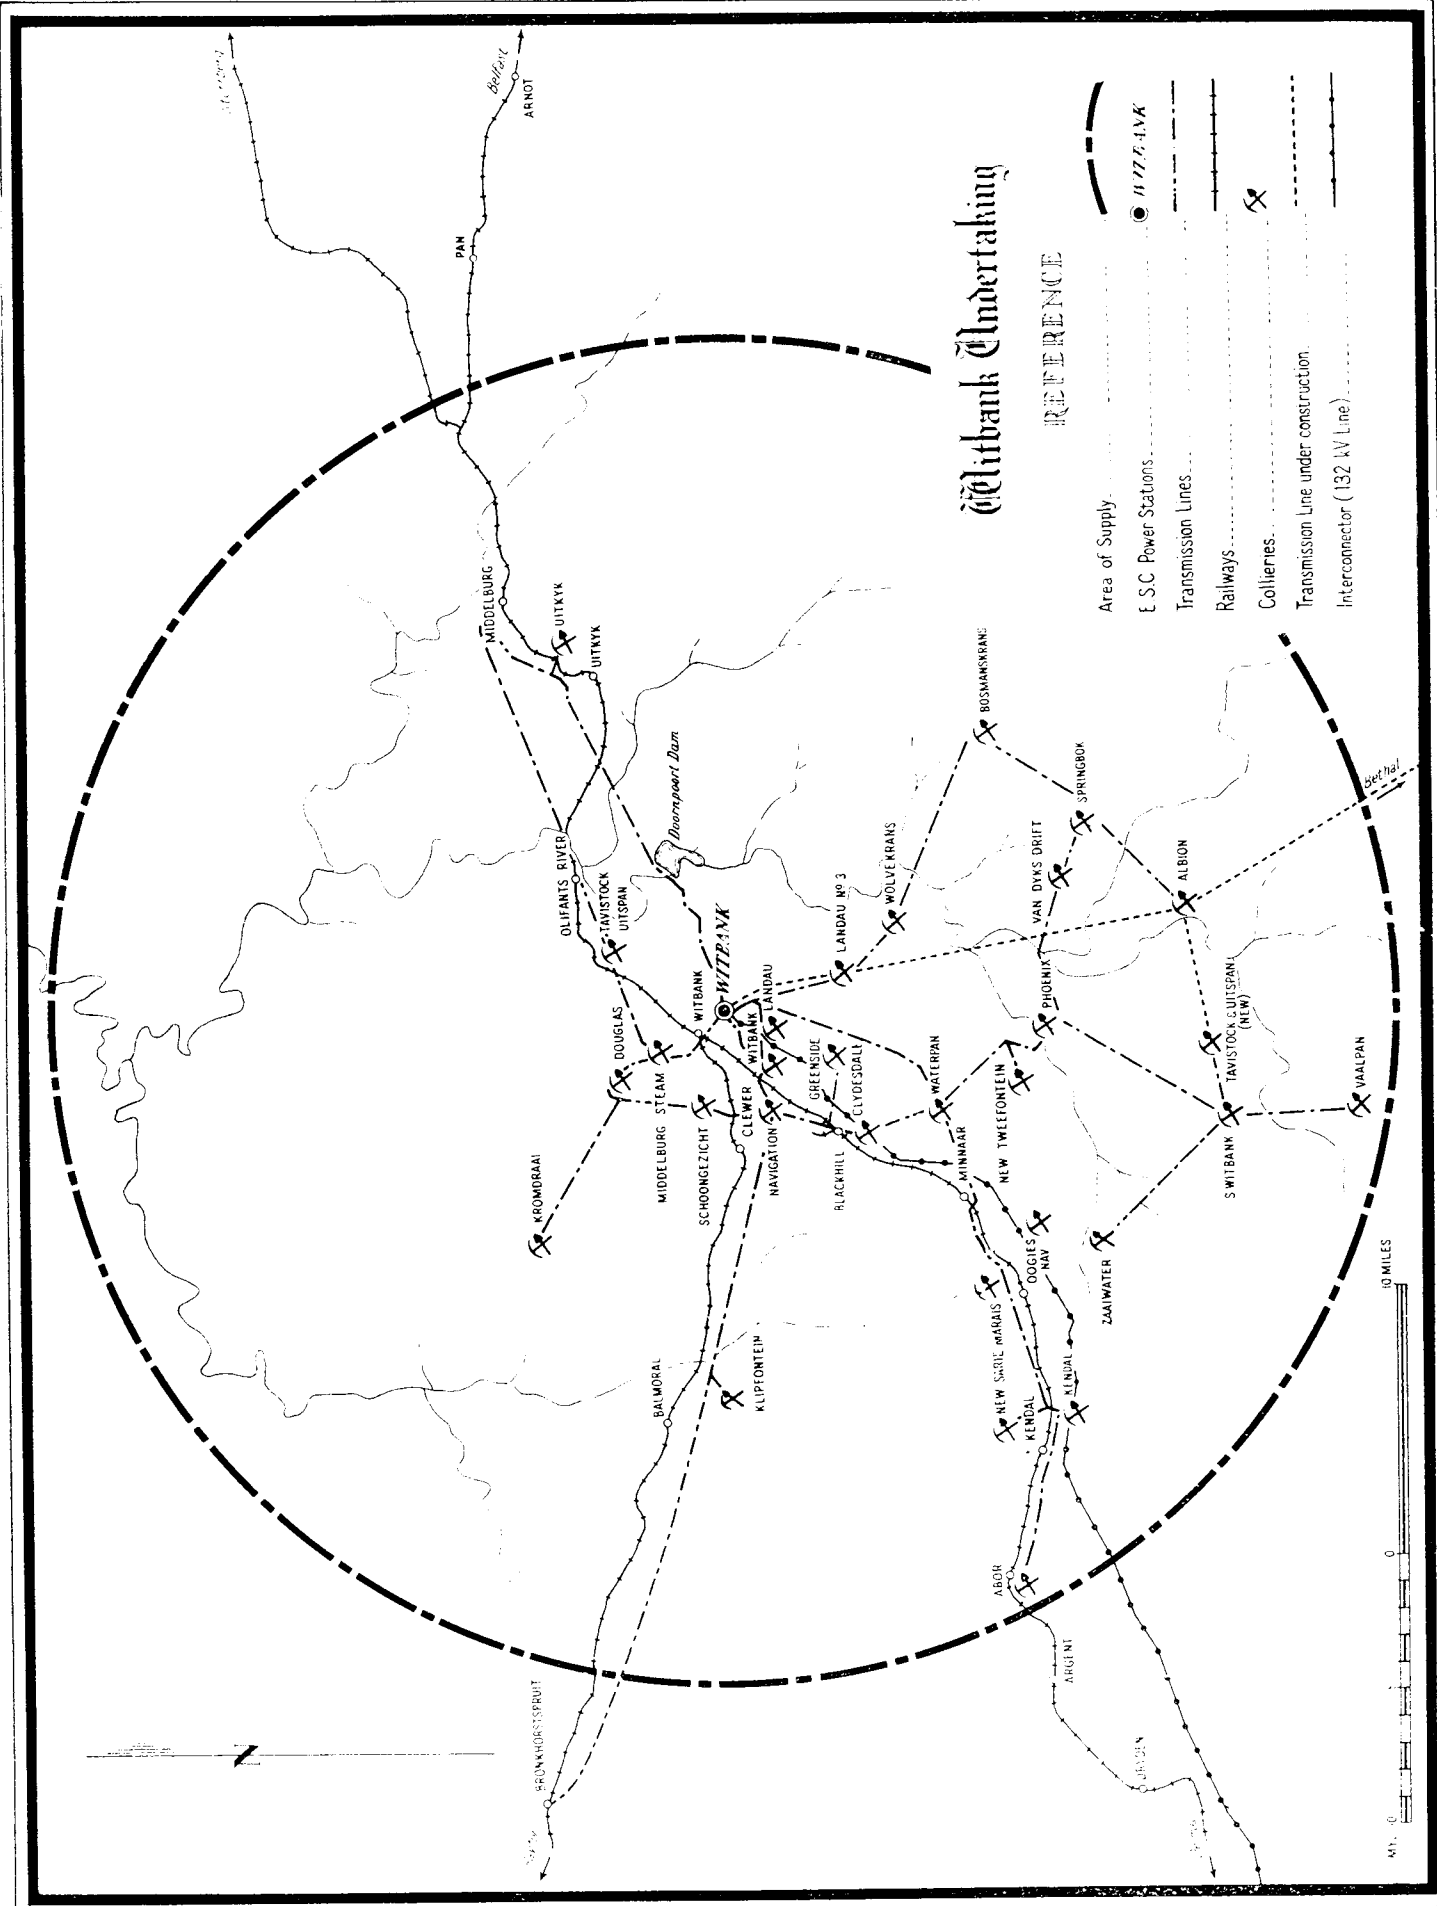 Witbank Undertaking
REFERENCE
Area of Supply
E.S.C Power Stations
WITBANK
Transmission Lines
Railways
Collieries
Transmission Line under construction
Interconnector (132 kV Line)
Belfast
ARNOT
PAN
MIDDELBURG
UITKYK
UITKYK
OLIFANTS RIVER
TAVISTOCK
UITSPAN
Doornpoort Dam
WITBANK
WITBANK
DOUGLAS
MIDDELBURG STEAM
SCHOONGEZICHT
CLEWER
NAVIGATION
WITBANK
LANDAU
GREENSIDE
CLYDESDALE
BLACKHILL
LANDAU No 3
WOLVEKRANS
BOSMANSKRANS
SPRINGBOK
VAN DYKS DRIFT
PHOENIX
ALBION
Bethal
WATERPAN
MINNAAR
NEW TWEEFONTEIN
TAVISTOCK & UITSPAN
(NEW)
S WITBANK
VAALPAN
ZAAIWATER
OOGIES
NAV
NEW SARIE MARAIS
KENDAL
KENDAL
KROMDRAAI
BALMORAL
KLIPFONTEIN
BRONKHORSTSPRUIT
ABOR
ARGENT
N
0
10 MILES